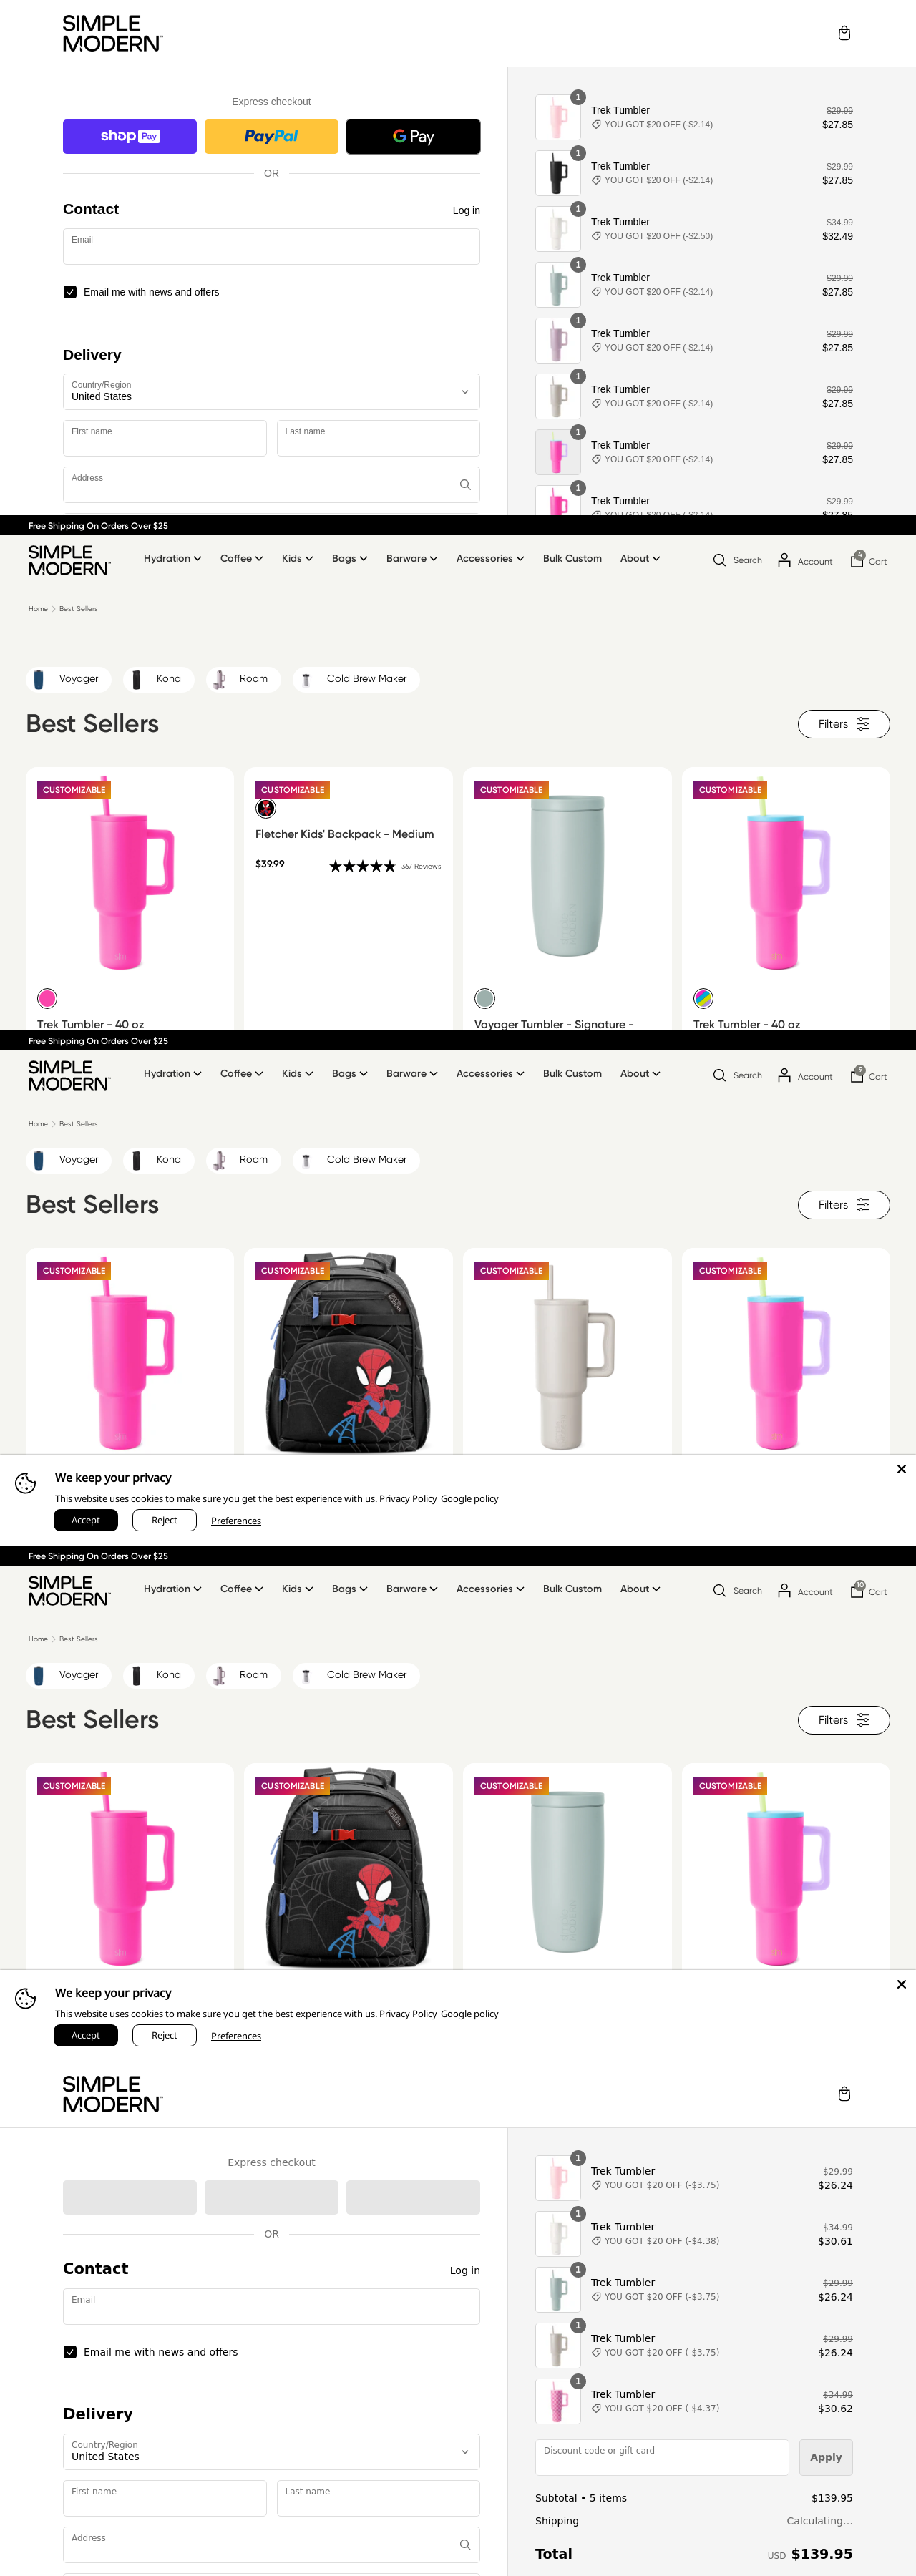 SIMPLE
MODERN
Express checkout
shop Pay
PayPal
G Pay
OR
Contact
Log in
Email
Email me with news and offers
Delivery
Country/Region
United States
First name
Last name
Address
1
Trek Tumbler
$29.99
YOU GOT $20 OFF (-$2.14)
$27.85
1
Trek Tumbler
$29.99
YOU GOT $20 OFF (-$2.14)
$27.85
1
Trek Tumbler
$34.99
YOU GOT $20 OFF (-$2.50)
$32.49
1
Trek Tumbler
$29.99
YOU GOT $20 OFF (-$2.14)
$27.85
1
Trek Tumbler
$29.99
YOU GOT $20 OFF (-$2.14)
$27.85
1
Trek Tumbler
$29.99
YOU GOT $20 OFF (-$2.14)
$27.85
1
Trek Tumbler
$29.99
YOU GOT $20 OFF (-$2.14)
$27.85
1
Trek Tumbler
$29.99
YOU GOT $20 OFF (-$2.14)
$27.85
Free Shipping On Orders Over $25
SIMPLE
MODERN
Hydration
Coffee
Kids
Bags
Barware
Accessories
Bulk Custom
About
Search
Account
4
Cart
Home
Best Sellers
Voyager
Kona
Roam
Cold Brew Maker
Best Sellers
Filters
CUSTOMIZABLE
CUSTOMIZABLE
CUSTOMIZABLE
CUSTOMIZABLE
Fletcher Kids' Backpack - Medium
$39.99
367 Reviews
Trek Tumbler - 40 oz
Voyager Tumbler - Signature -
Trek Tumbler - 40 oz
Free Shipping On Orders Over $25
SIMPLE
MODERN
Hydration
Coffee
Kids
Bags
Barware
Accessories
Bulk Custom
About
Search
Account
9
Cart
Home
Best Sellers
Voyager
Kona
Roam
Cold Brew Maker
Best Sellers
Filters
CUSTOMIZABLE
CUSTOMIZABLE
CUSTOMIZABLE
CUSTOMIZABLE
We keep your privacy
This website uses cookies to make sure you get the best experience with us. Privacy Policy Google policy
Accept
Reject
Preferences
Free Shipping On Orders Over $25
SIMPLE
MODERN
Hydration
Coffee
Kids
Bags
Barware
Accessories
Bulk Custom
About
Search
Account
10
Cart
Home
Best Sellers
Voyager
Kona
Roam
Cold Brew Maker
Best Sellers
Filters
CUSTOMIZABLE
CUSTOMIZABLE
CUSTOMIZABLE
CUSTOMIZABLE
We keep your privacy
This website uses cookies to make sure you get the best experience with us. Privacy Policy Google policy
Accept
Reject
Preferences
SIMPLE
MODERN
Express checkout
OR
Contact
Log in
Email
Email me with news and offers
Delivery
Country/Region
United States
First name
Last name
Address
1
Trek Tumbler
$29.99
YOU GOT $20 OFF (-$3.75)
$26.24
1
Trek Tumbler
$34.99
YOU GOT $20 OFF (-$4.38)
$30.61
1
Trek Tumbler
$29.99
YOU GOT $20 OFF (-$3.75)
$26.24
1
Trek Tumbler
$29.99
YOU GOT $20 OFF (-$3.75)
$26.24
1
Trek Tumbler
$34.99
YOU GOT $20 OFF (-$4.37)
$30.62
Discount code or gift card
Apply
Subtotal • 5 items
$139.95
Shipping
Calculating...
Total
USD $139.95